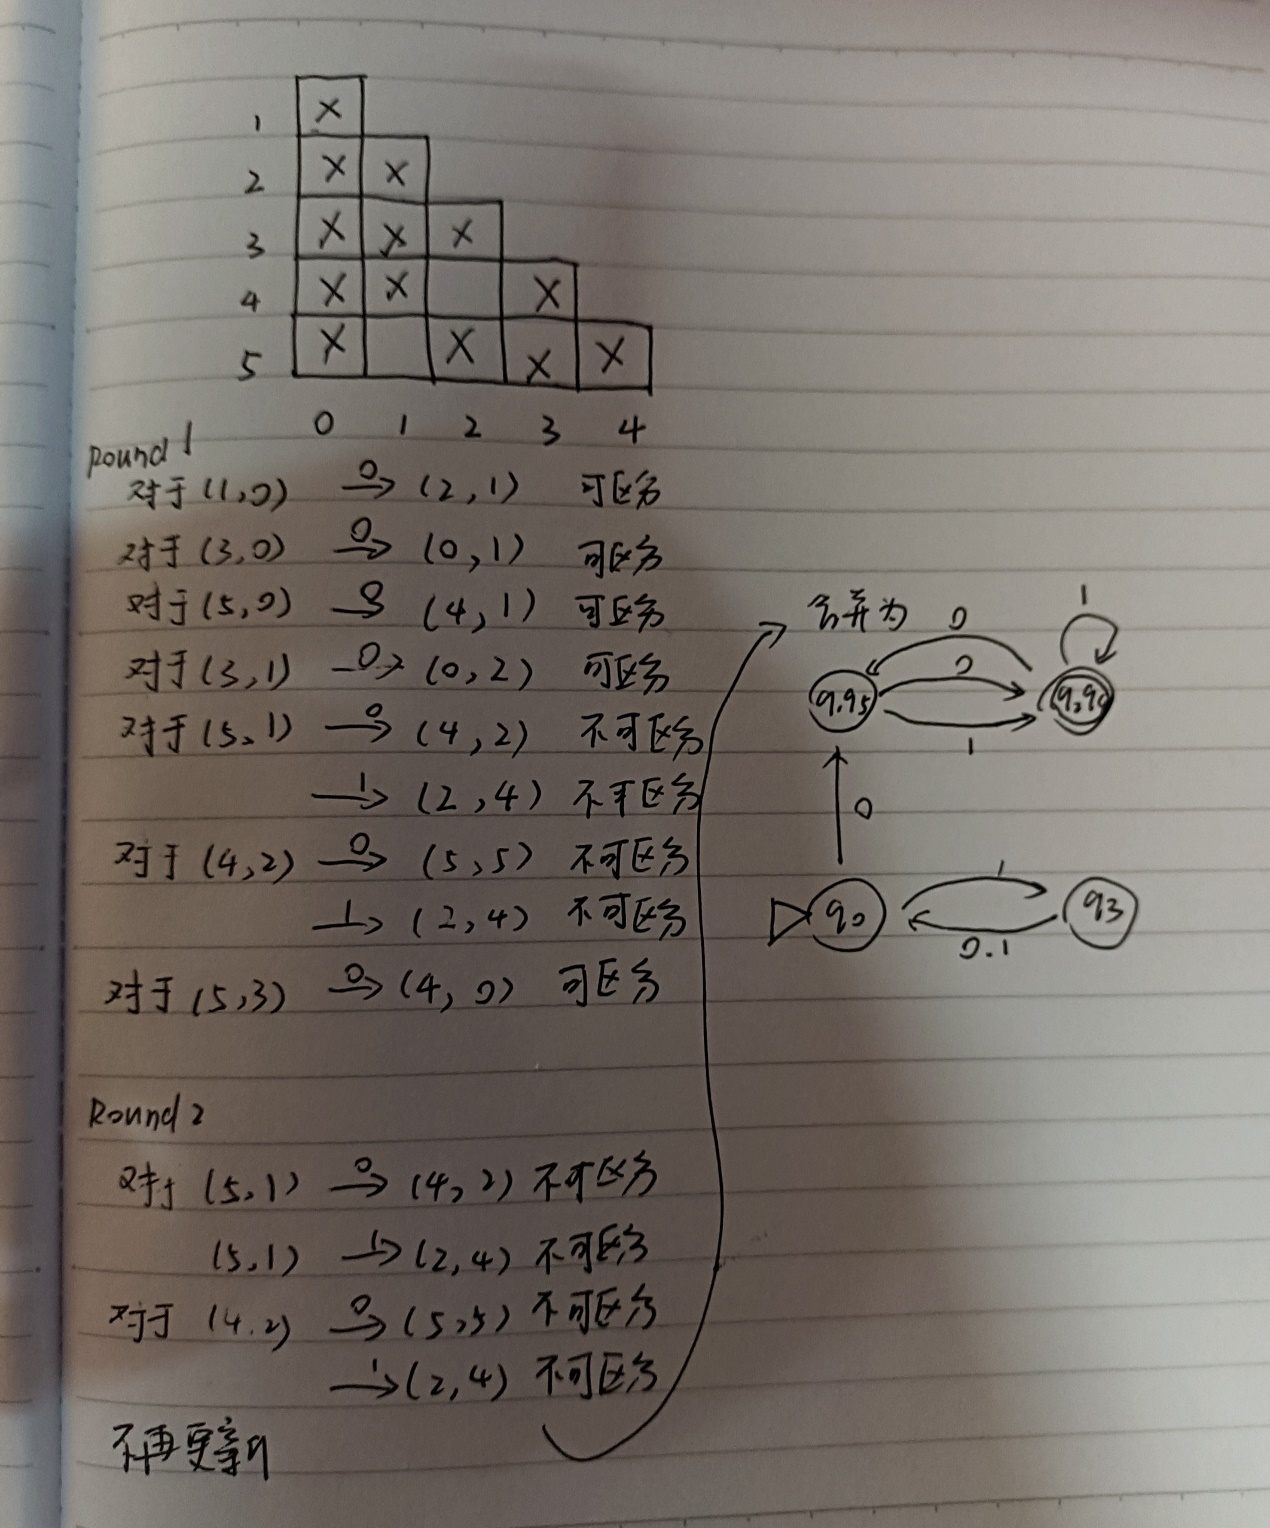 1 X
2 X X
3 X X X
4 X X X
5 X X X X
0 1 2 3 4
Round 1
对于 (1,0) 0→ (2,1) 可区分
对于 (3,0) 0→ (0,1) 可区分
对于 (5,0) 0→ (4,1) 可区分
对于 (3,1) 0→ (0,2) 可区分
对于 (5,1) 0→ (4,2) 不可区分
1→ (2,4) 不可区分
对于 (4,2) 0→ (5,5) 不可区分
1→ (2,4) 不可区分
对于 (5,3) 0→ (4,0) 可区分
Round 2
对于 (5,1) 0→ (4,2) 不可区分
(5,1) 1→ (2,4) 不可区分
对于 (4,2) 0→ (5,5) 不可区分
1→ (2,4) 不可区分
不再更新
合并为
0 1
0
q1q5 q2q4
1
0
1
q0 q3
0.1